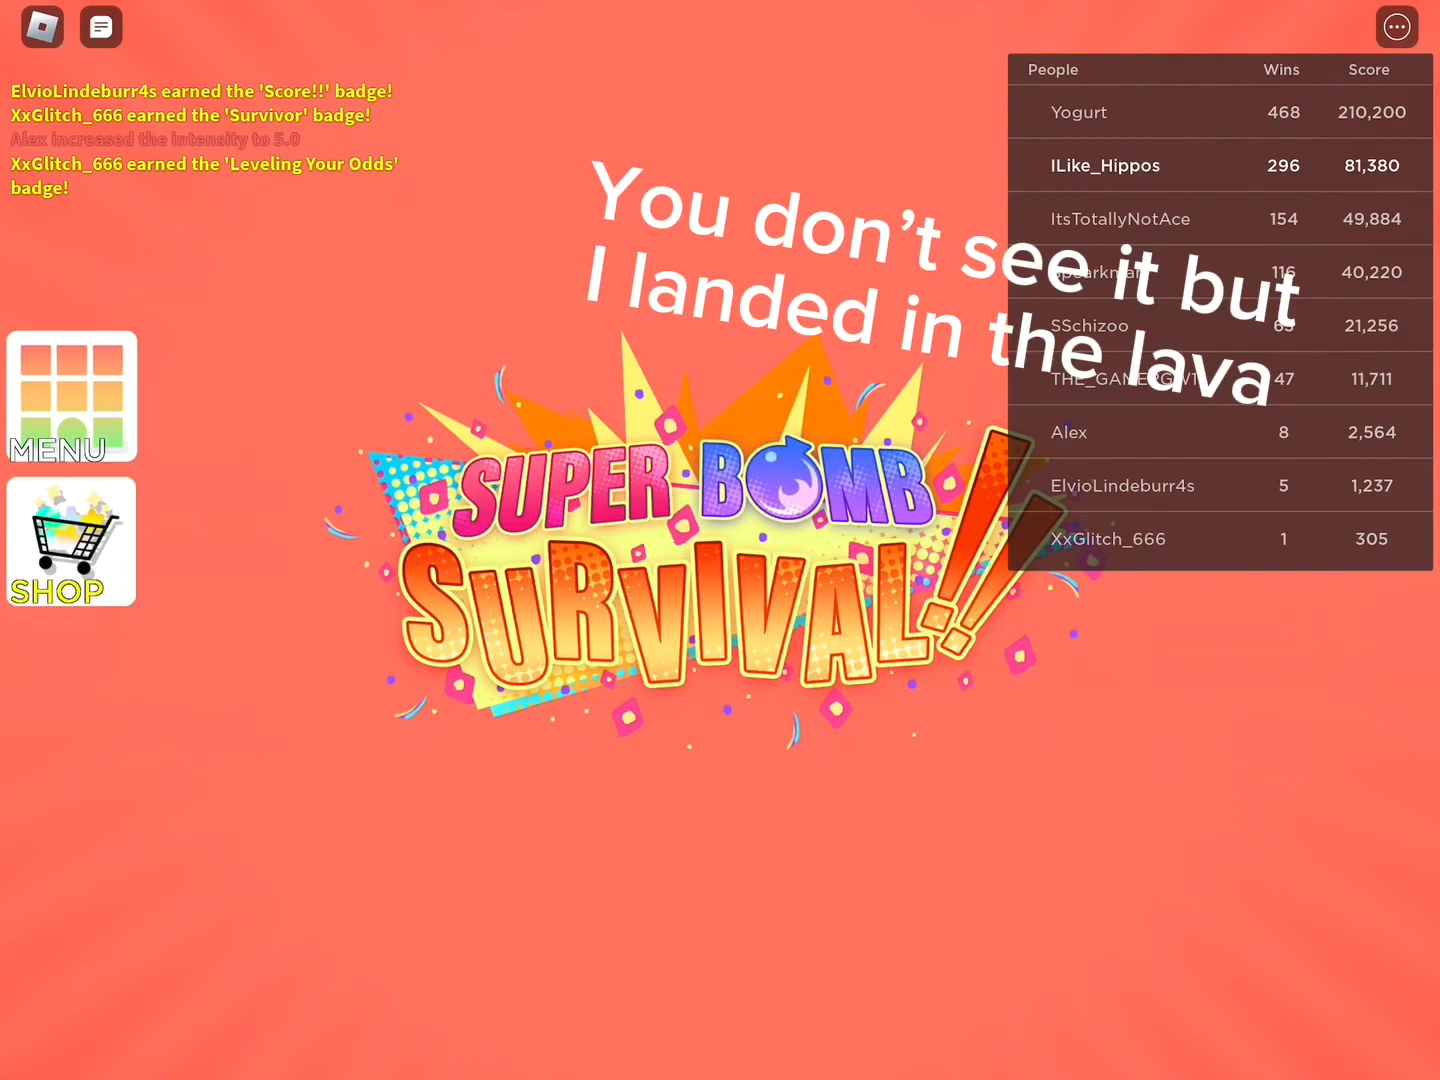 ElvioLindeburr4s earned the 'Score!!' badge!
XxGlitch_666 earned the 'Survivor' badge!
Alex increased the intensity to 5.0
XxGlitch_666 earned the 'Leveling Your Odds'
badge!
MENU
SHOP
You don't see it but
I landed in the lava
SUPER BOMB
SURVIVAL!!
People Wins Score
Yogurt 468 210,200
ILike_Hippos 296 81,380
ItsTotallyNotAce 154 49,884
116 40,220
SSchizoo 21,256
47 11,711
Alex 8 2,564
ElvioLindeburr4s 5 1,237
XxGlitch_666 1 305